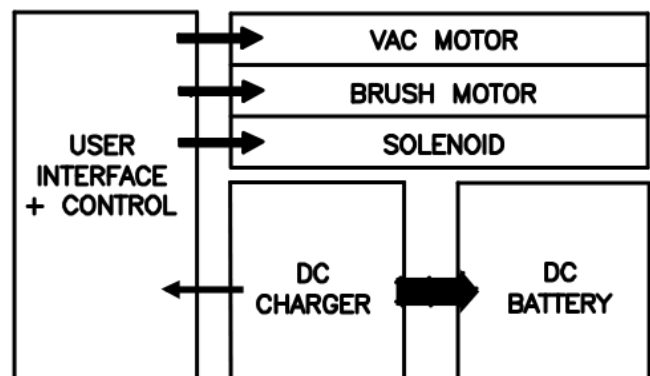 VAC MOTOR
BRUSH MOTOR
SOLENOID
USER
INTERFACE
+ CONTROL
DC
CHARGER
DC
BATTERY